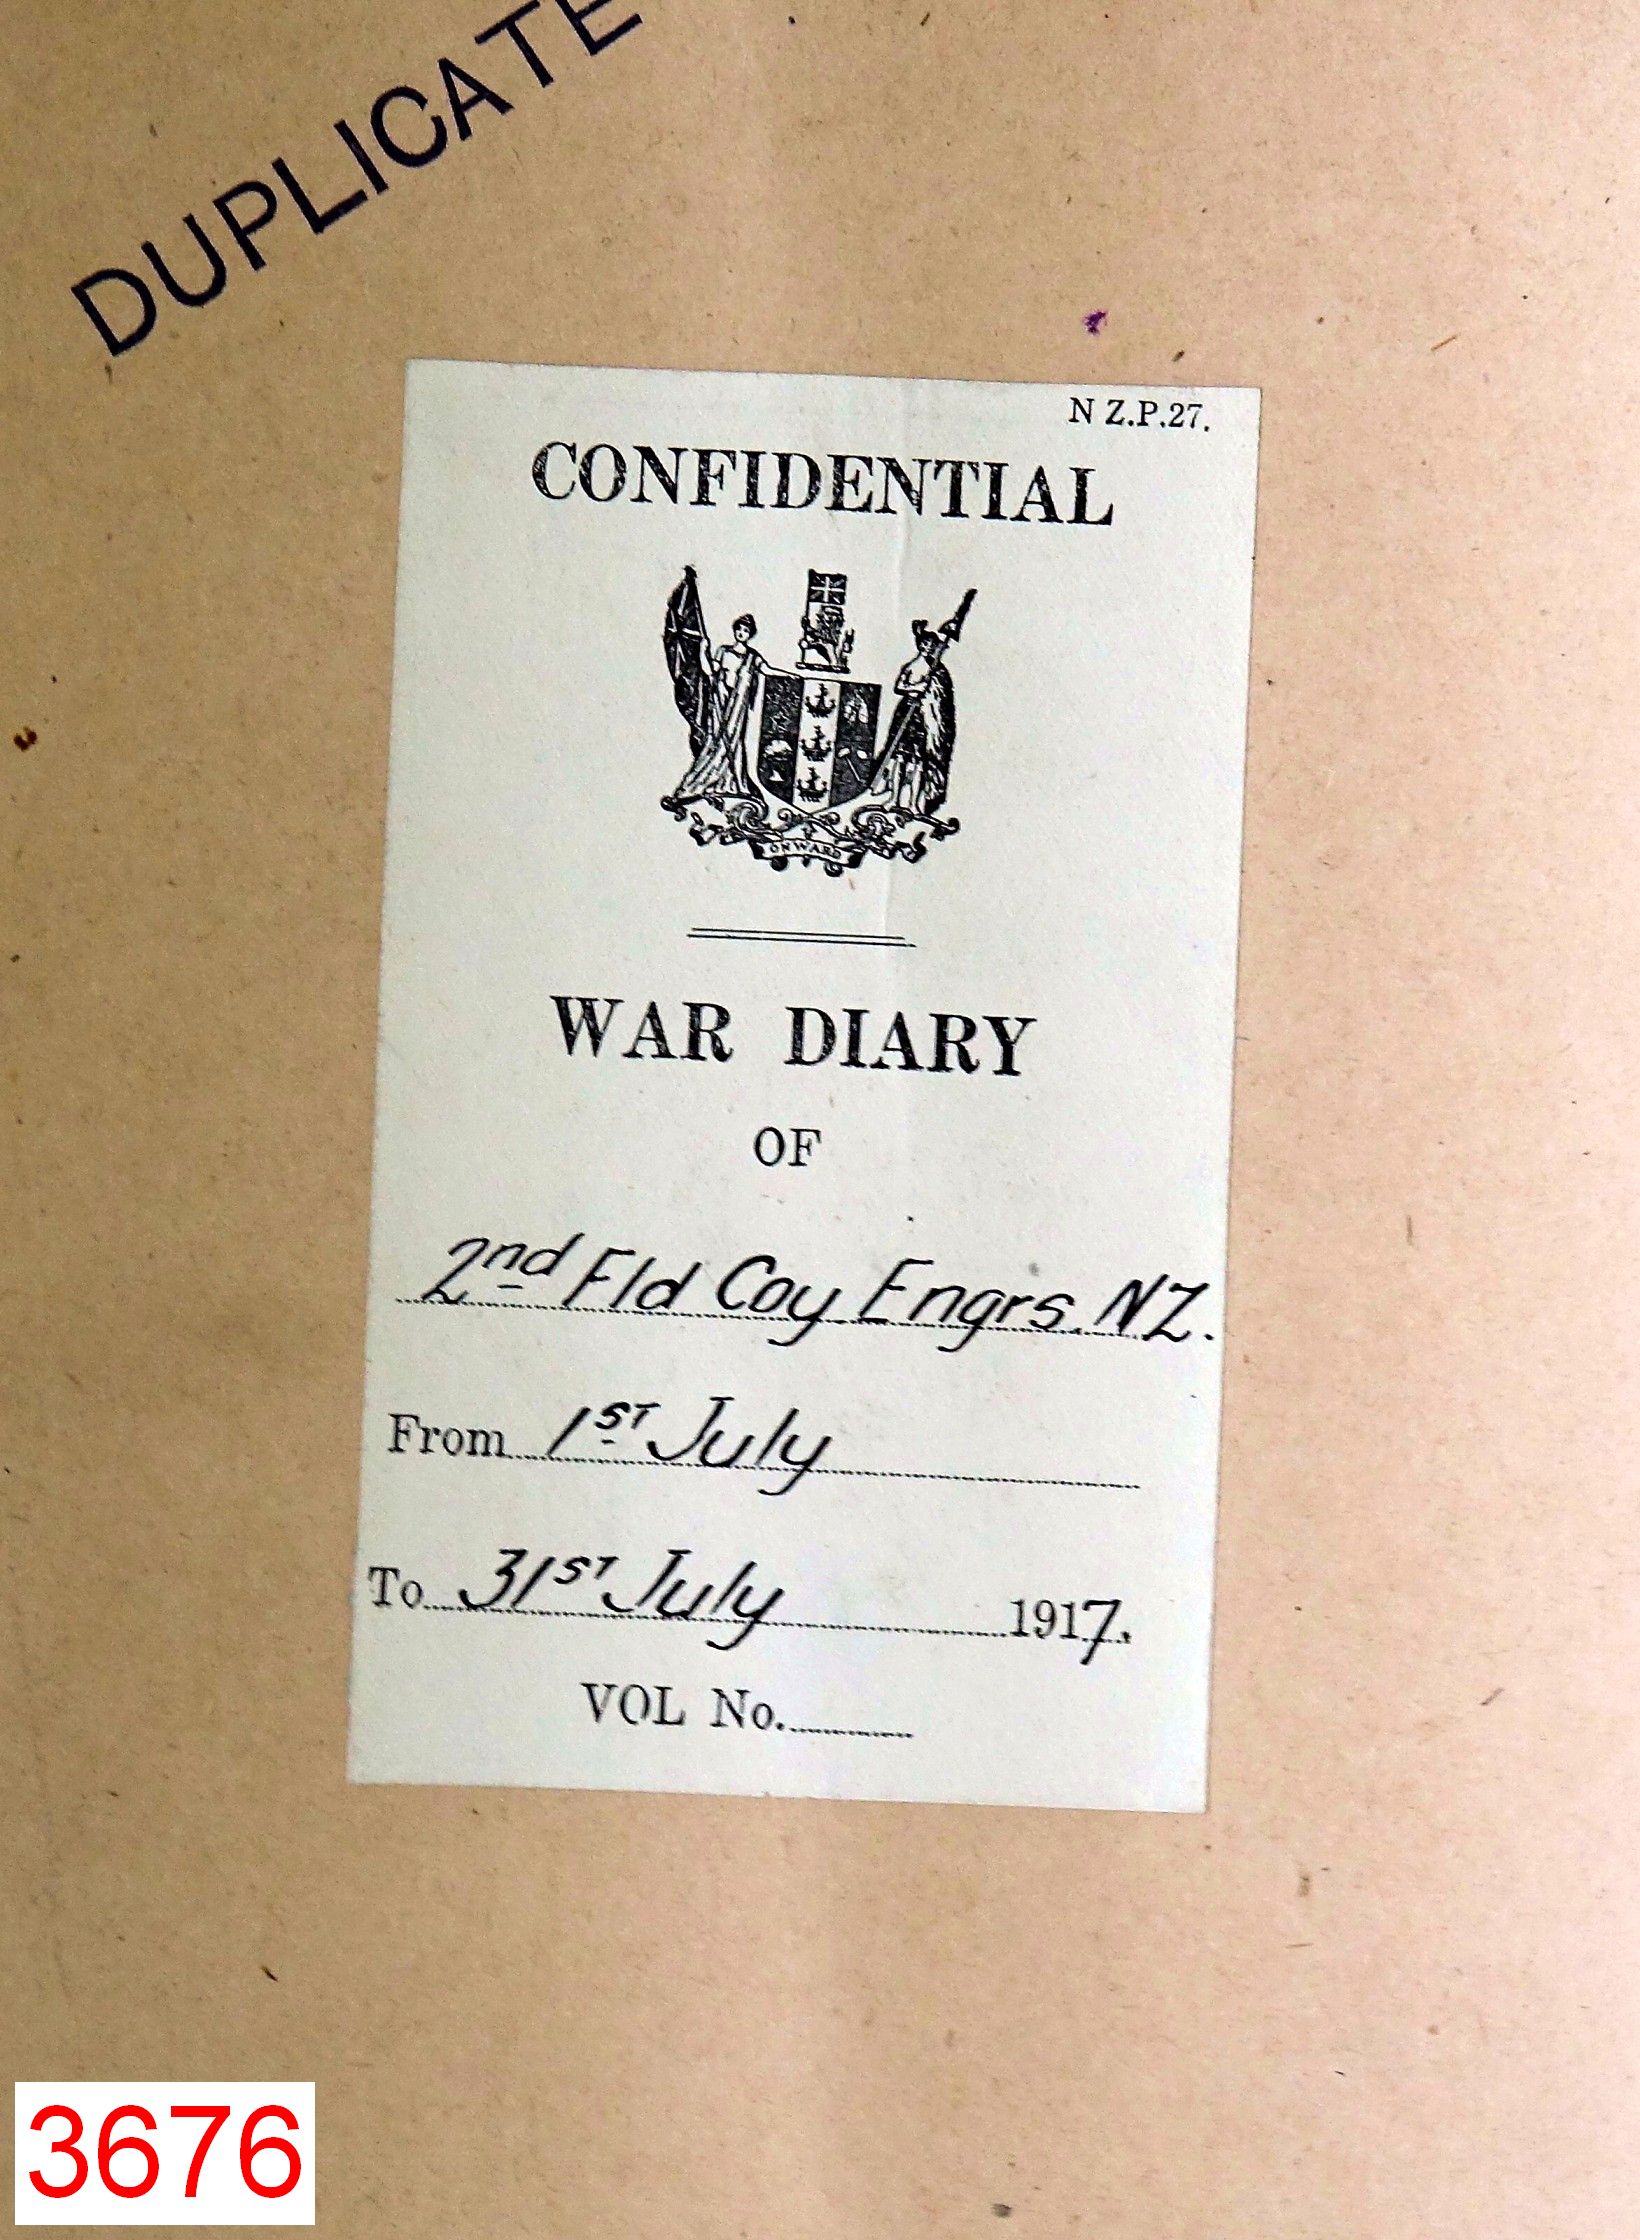 DUPLICATE
N Z.P.27.
CONFIDENTIAL
ONWARD
WAR DIARY
OF
2nd Fld Coy Engrs. NZ.
From 1ST July
To 31ST July 1917.
VOL No.
3676